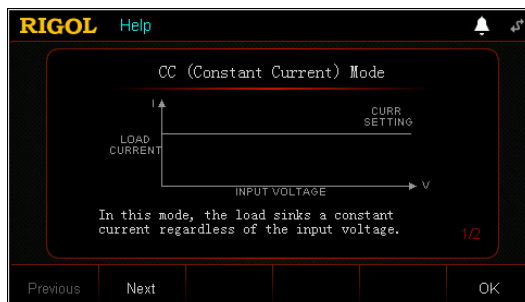 RIGOL Help
CC (Constant Current) Mode
I
CURR
SETTING
LOAD
CURRENT
V
INPUT VOLTAGE
In this mode, the load sinks a constant
current regardless of the input voltage.
1/2
Previous Next OK